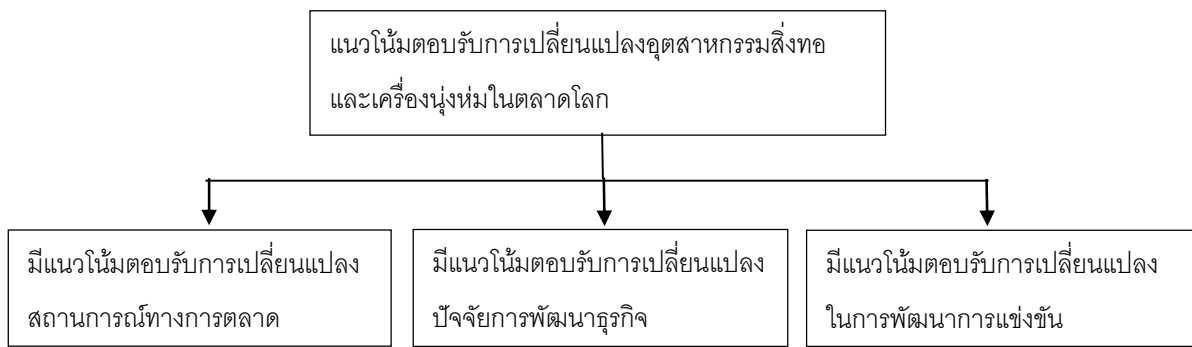 แนวโน้มตอบรับการเปลี่ยนแปลงอุตสาหกรรมสิ่งทอ
และเครื่องนุ่งห่มในตลาดโลก
มีแนวโน้มตอบรับการเปลี่ยนแปลง
สถานการณ์ทางการตลาด
มีแนวโน้มตอบรับการเปลี่ยนแปลง
ปัจจัยการพัฒนาธุรกิจ
มีแนวโน้มตอบรับการเปลี่ยนแปลง
ในการพัฒนาการแข่งขัน